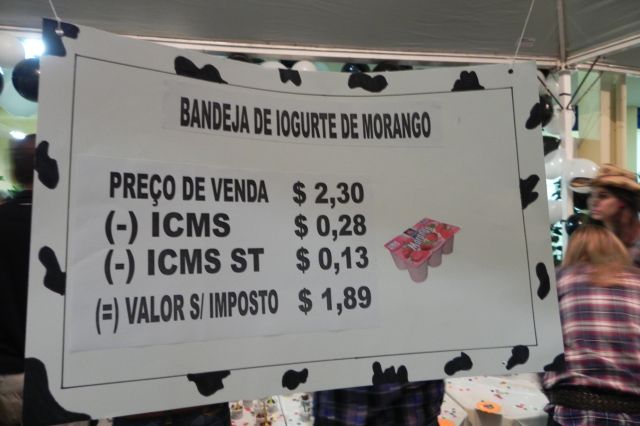 BANDEJA DE IOGURTE DE MORANGO
PREÇO DE VENDA $ 2,30
(-) ICMS $ 0,28
(-) ICMS ST $ 0,13
(=) VALOR S/ IMPOSTO $ 1,89